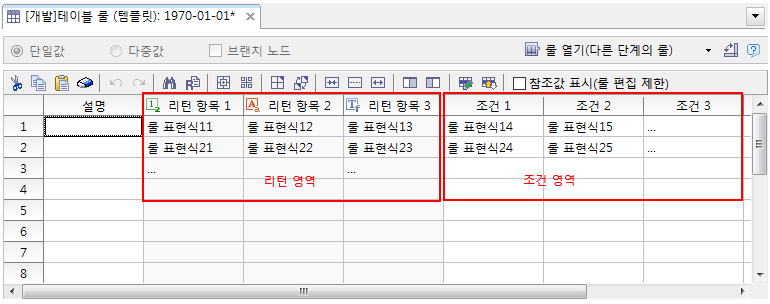 [개발]테이블 룰 (템플릿): 1970-01-01*
단일값 다중값 브랜치 노드 룰 열기(다른 단계의 룰)
참조값 표시(룰 편집 제한)
설명 리턴 항목 1 리턴 항목 2 리턴 항목 3 조건 1 조건 2 조건 3
1 룰 표현식11 룰 표현식12 룰 표현식13 룰 표현식14 룰 표현식15 ...
2 룰 표현식21 룰 표현식22 룰 표현식23 룰 표현식24 룰 표현식25 ...
3 ... ...
리턴 영역 조건 영역
4
5
6
7
8